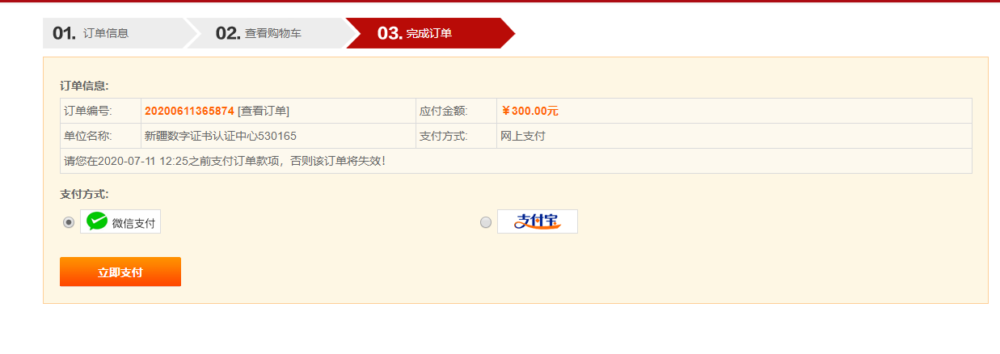 01. 订单信息 02. 查看购物车 03. 完成订单
订单信息:
订单编号: 20200611365874 [查看订单] 应付金额: ￥300.00元
单位名称: 新疆数字证书认证中心530165 支付方式: 网上支付
请您在2020-07-11 12:25之前支付订单款项，否则该订单将失效！
支付方式:
微信支付 支付宝
立即支付